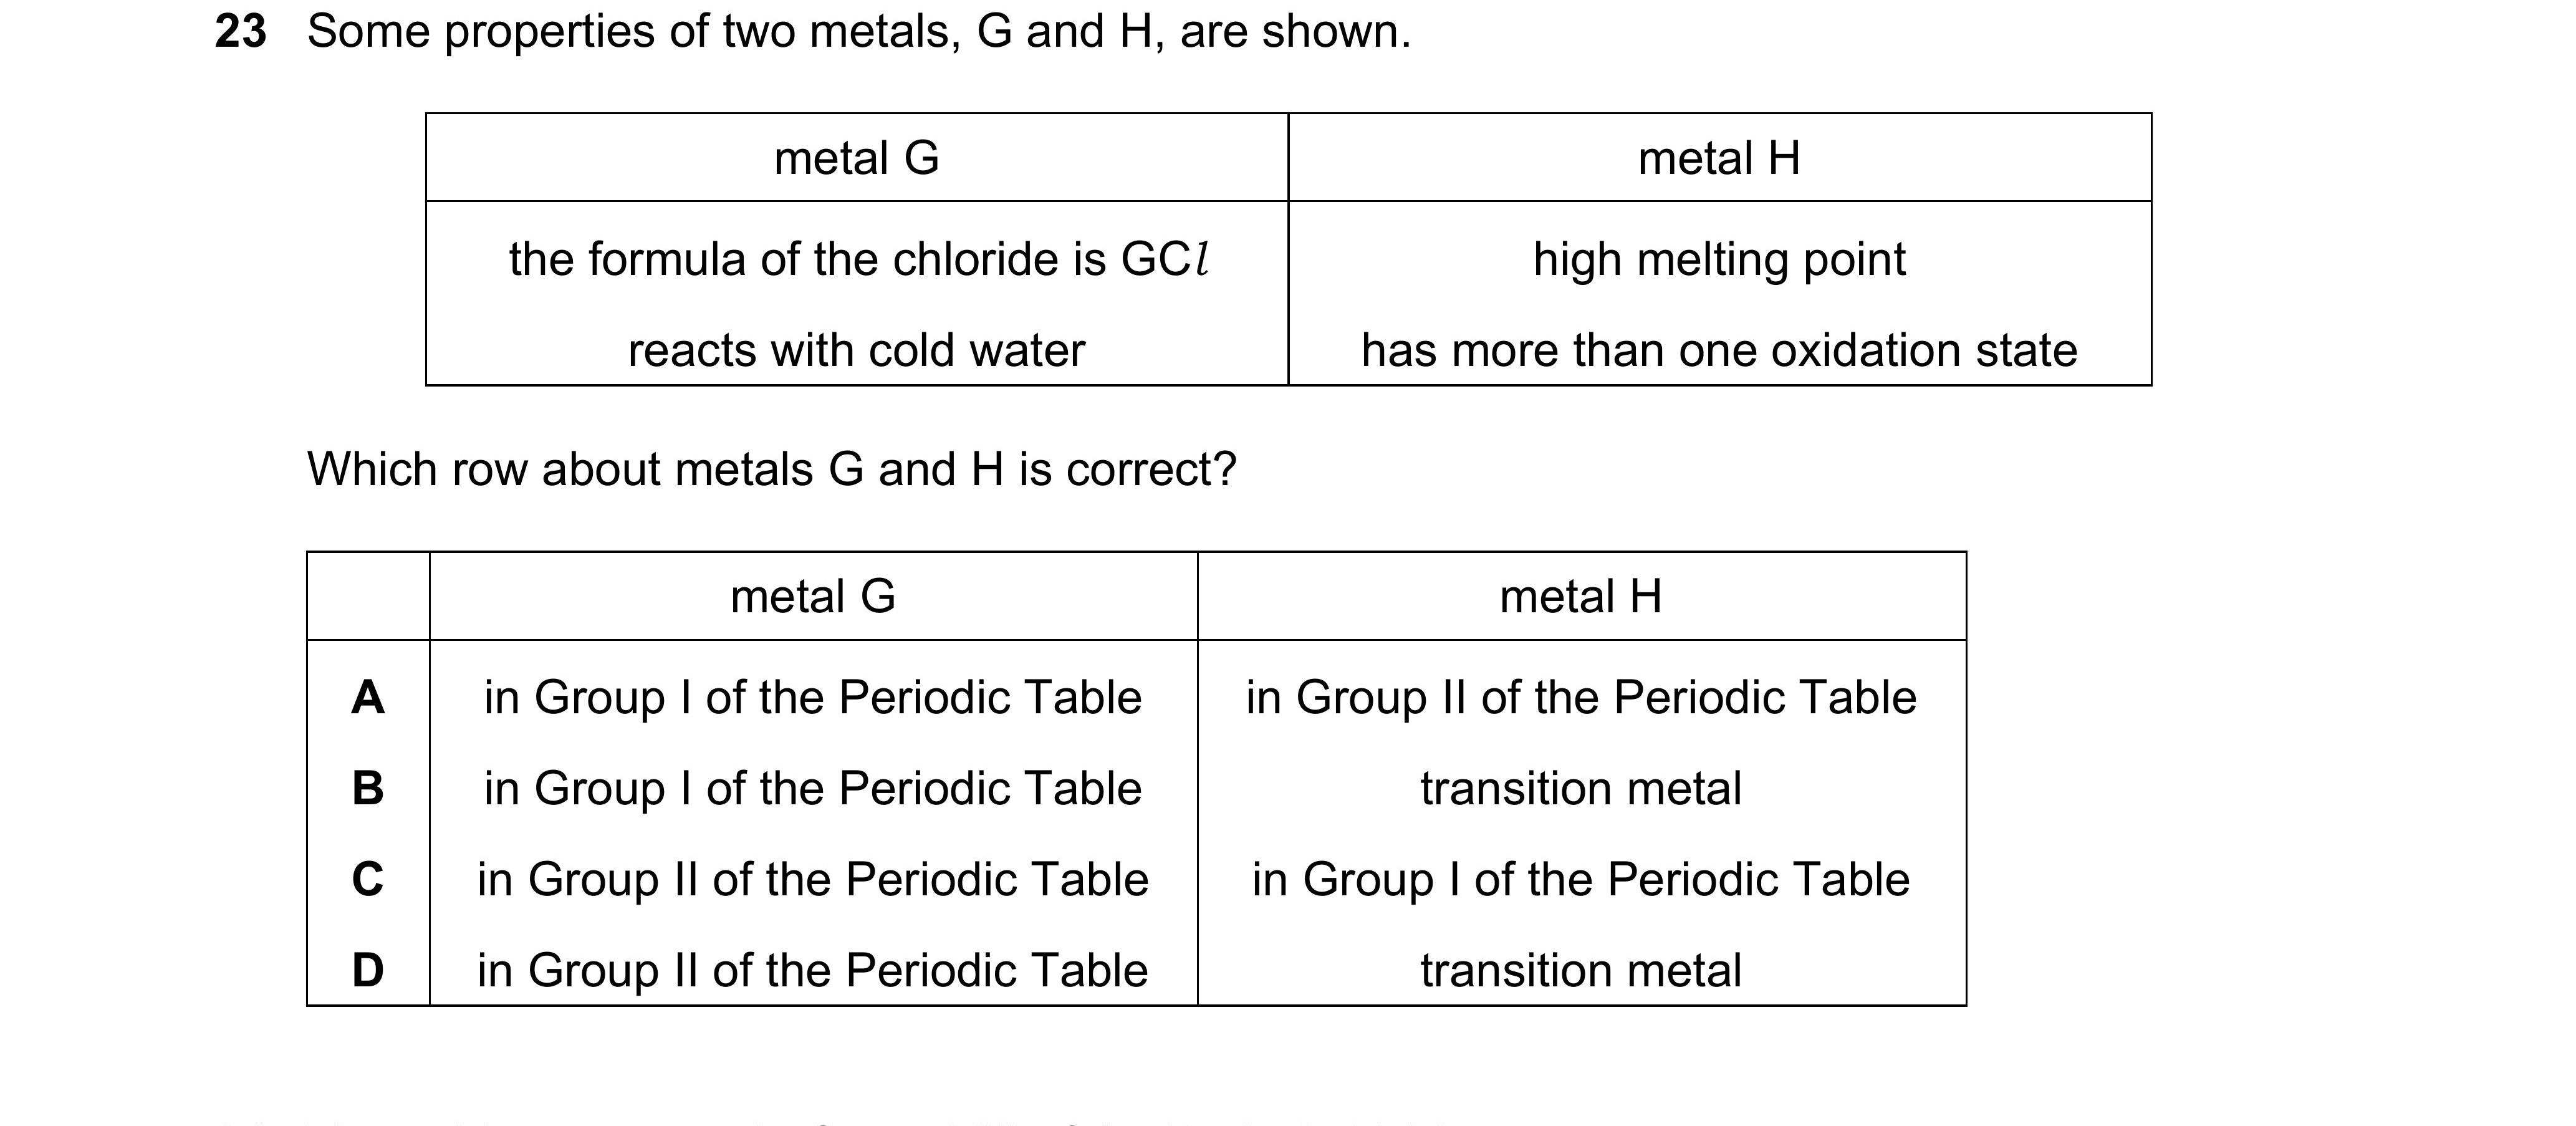 23 Some properties of two metals, G and H, are shown.
metal G metal H
the formula of the chloride is GCl high melting point
reacts with cold water has more than one oxidation state
Which row about metals G and H is correct?
metal G metal H
A in Group I of the Periodic Table in Group II of the Periodic Table
B in Group I of the Periodic Table transition metal
C in Group II of the Periodic Table in Group I of the Periodic Table
D in Group II of the Periodic Table transition metal